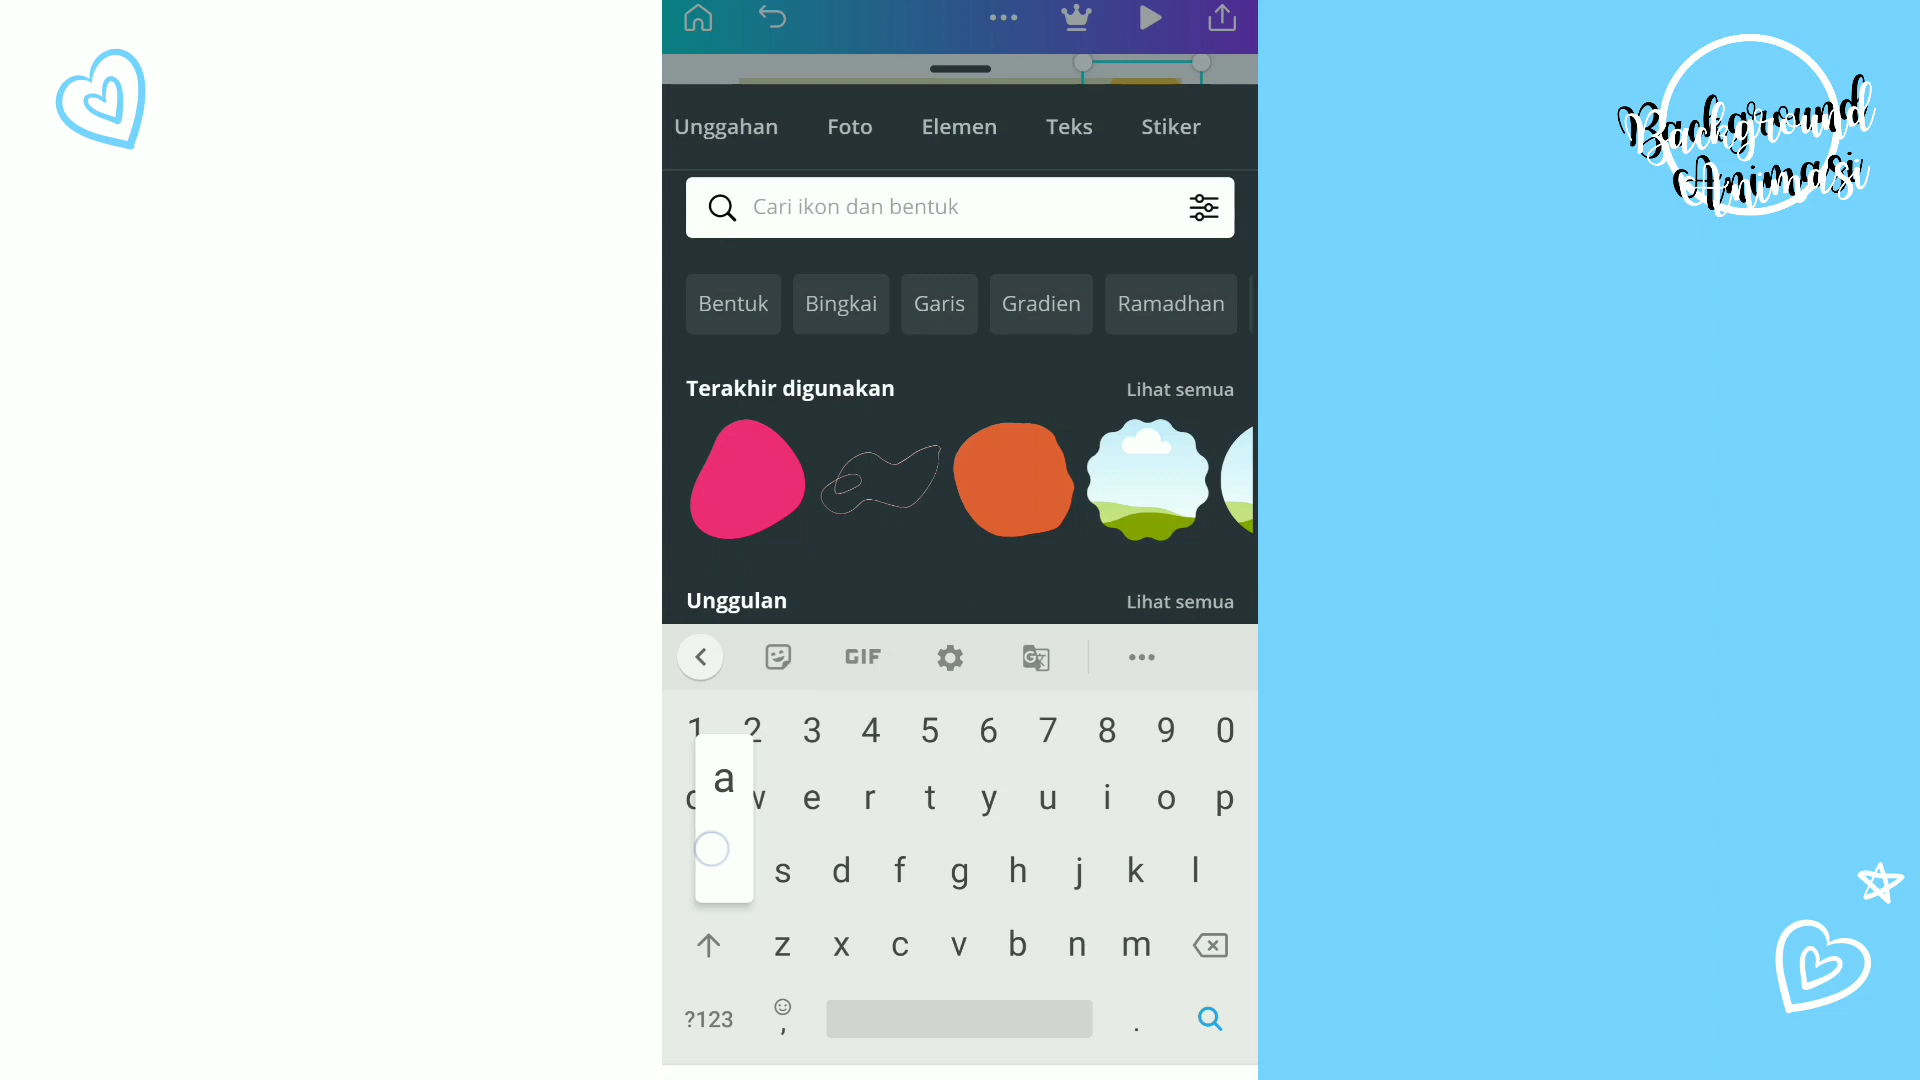 Background
Animasi
Unggahan Foto Elemen Teks Stiker
Cari ikon dan bentuk
Bentuk Bingkai Garis Gradien Ramadhan
Terakhir digunakan Lihat semua
Unggulan Lihat semua
GIF G
1 2 3 4 5 6 7 8 9 0
a
w e r t y u i o p
s d f g h j k l
z x c v b n m
?123 , .